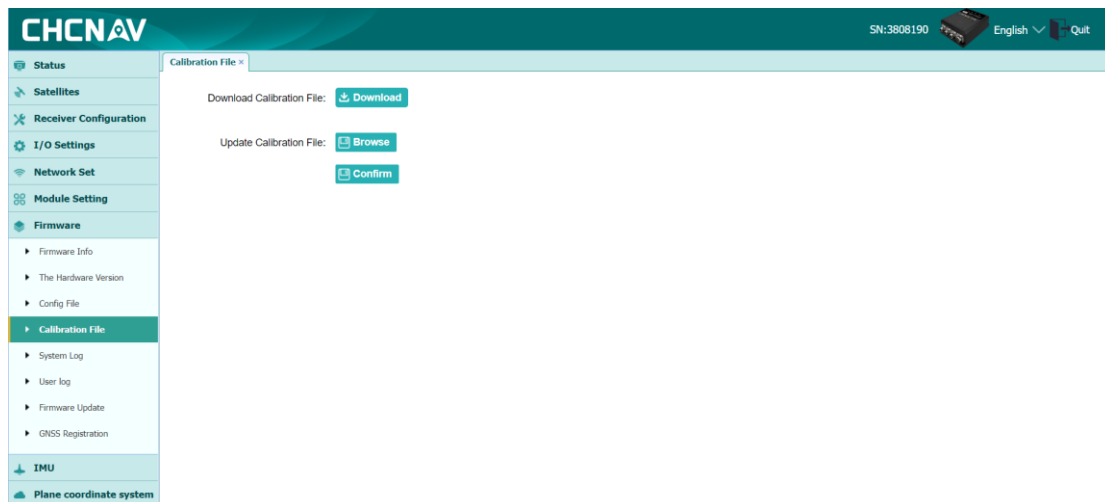 CHCNAV
SN:3808190 English Quit
Status
Satellites
Receiver Configuration
I/O Settings
Network Set
Module Setting
Firmware
Firmware Info
The Hardware Version
Config File
Calibration File
System Log
User log
Firmware Update
GNSS Registration
IMU
Plane coordinate system
Calibration File ×
Download Calibration File: Download
Update Calibration File: Browse
Confirm